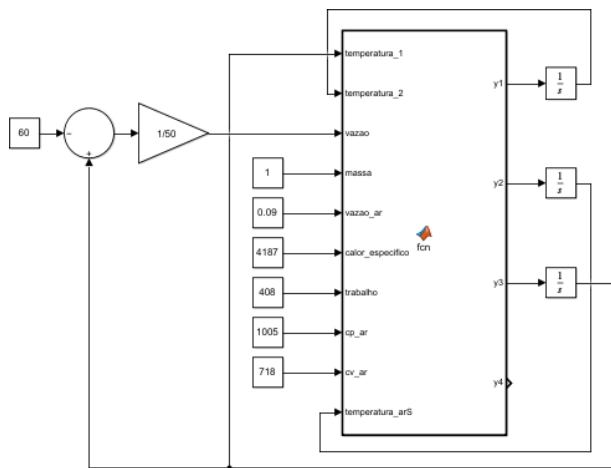 temperatura_1
temperatura_2
y1
1
s
60
-
+
1/50
vazao
1
massa
y2
1
s
0.09
vazao_ar
fcn
4187
calor_especifico
408
trabalho
y3
1
s
1005
cp_ar
718
cv_ar
y4
temperatura_arS